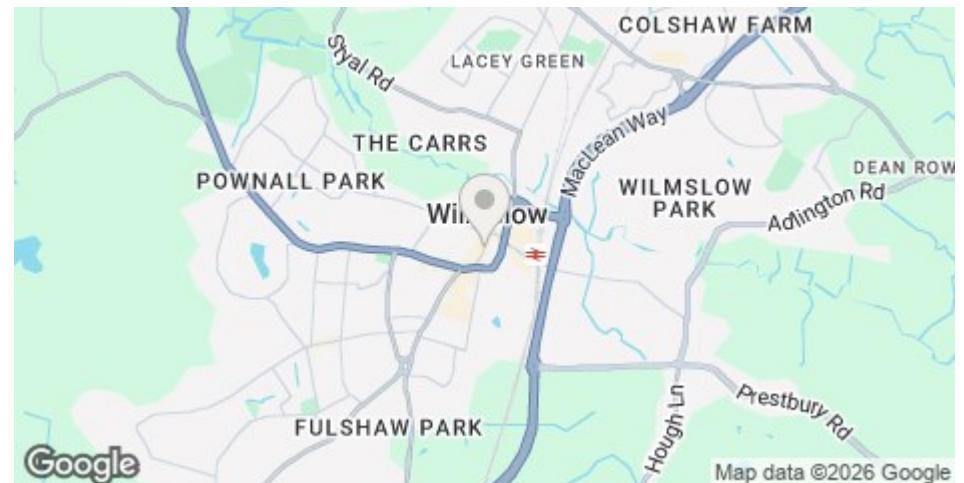 COLSHAW FARM
Styal Rd
LACEY GREEN
MacLean Way
THE CARRS
DEAN ROW
POWNALL PARK
WILMSLOW
PARK
Adlington Rd
Wilmslow
Prestbury Rd
Hough Ln
FULSHAW PARK
Google
Map data ©2026 Google